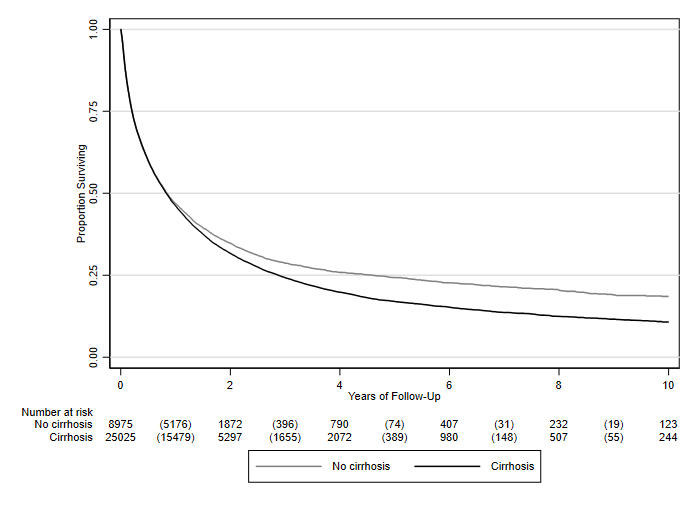 1.00
0.75
0.50
0.25
0.00
Proportion Surviving
0 2 4 6 8 10
Years of Follow-Up
Number at risk
No cirrhosis 8975 (5176) 1872 (396) 790 (74) 407 (31) 232 (19) 123
Cirrhosis 25025 (15479) 5297 (1655) 2072 (389) 980 (148) 507 (55) 244
No cirrhosis Cirrhosis